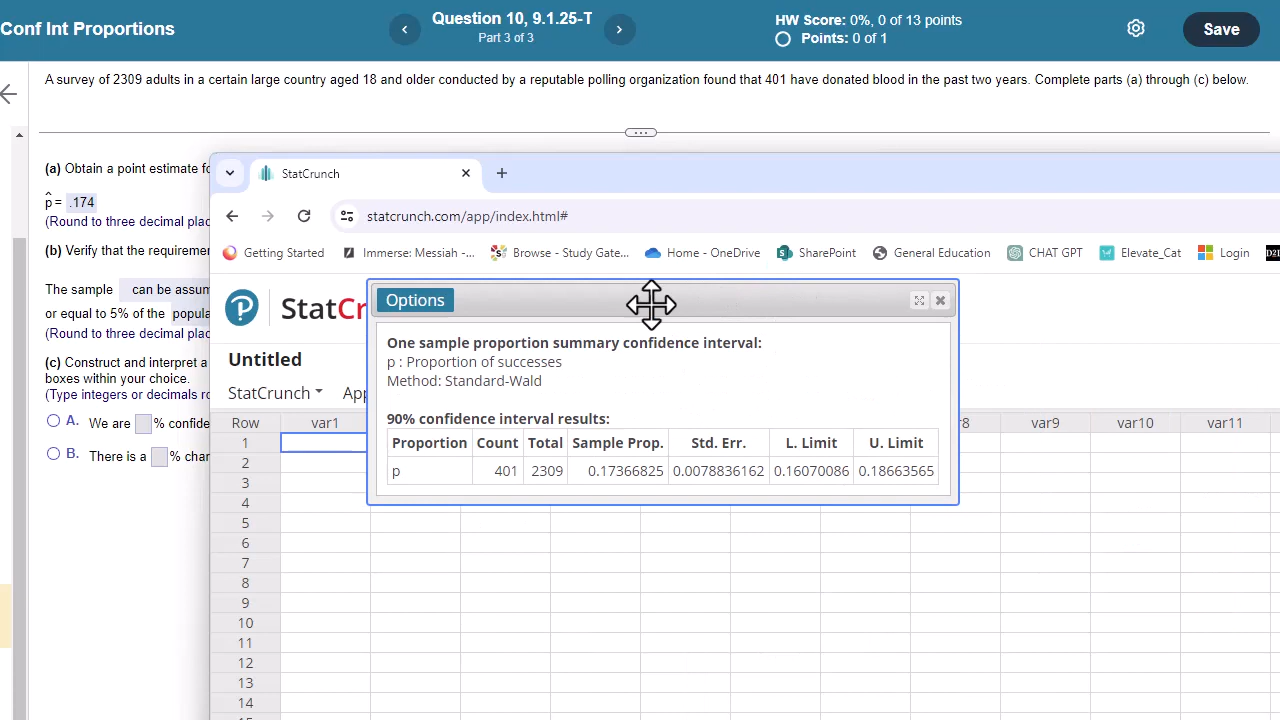 Conf Int Proportions
Question 10, 9.1.25-T
Part 3 of 3
HW Score: 0%, 0 of 13 points
Points: 0 of 1
Save
A survey of 2309 adults in a certain large country aged 18 and older conducted by a reputable polling organization found that 401 have donated blood in the past two years. Complete parts (a) through (c) below.
(a) Obtain a point estimate fo
p̂ = .174
(Round to three decimal plac
(b) Verify that the requiremer
The sample can be assum
or equal to 5% of the popula
(Round to three decimal plac
(c) Construct and interpret a
boxes within your choice.
(Type integers or decimals ro
A. We are % confide
B. There is a % char
StatCrunch
statcrunch.com/app/index.html#
Getting Started
Immerse: Messiah -...
Browse - Study Gate...
Home - OneDrive
SharePoint
General Education
CHAT GPT
Elevate_Cat
Login
StatCr
Untitled
StatCrunch
App
Options
One sample proportion summary confidence interval:
p : Proportion of successes
Method: Standard-Wald
90% confidence interval results:
Proportion Count Total Sample Prop. Std. Err. L. Limit U. Limit
p 401 2309 0.17366825 0.0078836162 0.16070086 0.18663565
Row var1 r8 var9 var10 var11
1
2
3
4
5
6
7
8
9
10
11
12
13
14